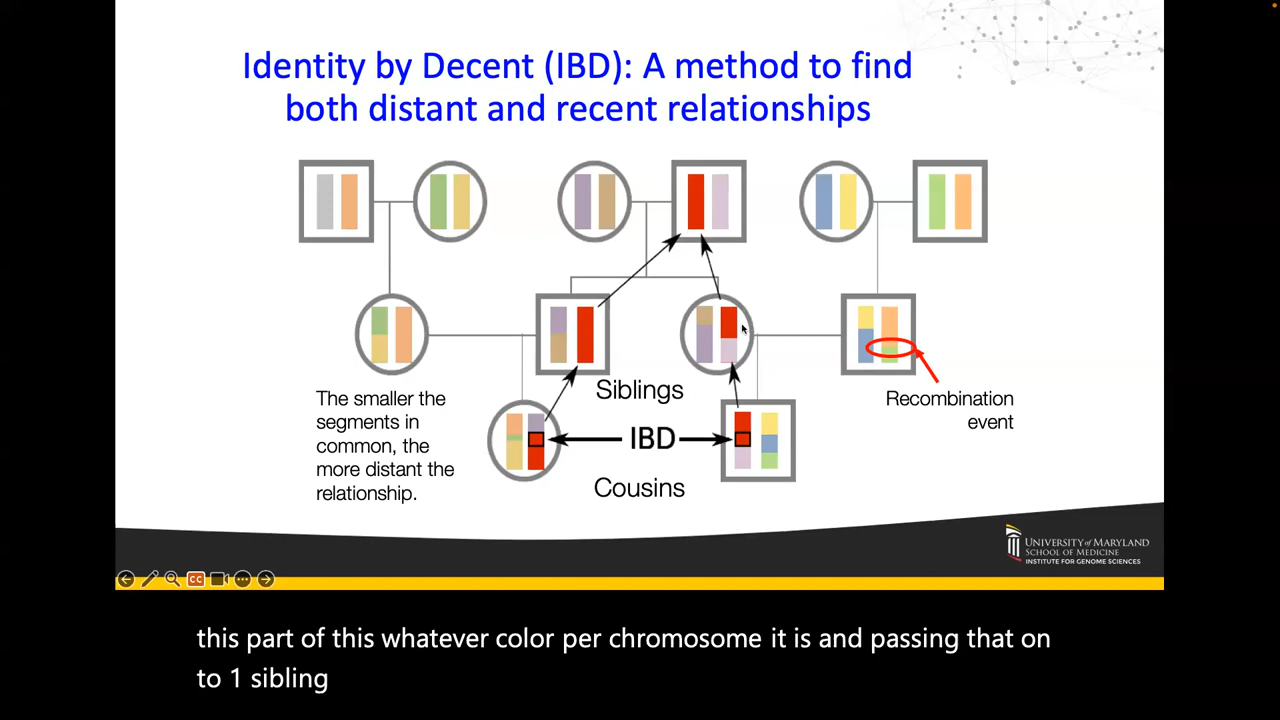 Identity by Decent (IBD): A method to find
both distant and recent relationships
The smaller the
segments in
common, the
more distant the
relationship.
Siblings
IBD
Cousins
Recombination
event
UNIVERSITY of MARYLAND
SCHOOL OF MEDICINE
INSTITUTE FOR GENOME SCIENCES
CC
this part of this whatever color per chromosome it is and passing that on
to 1 sibling